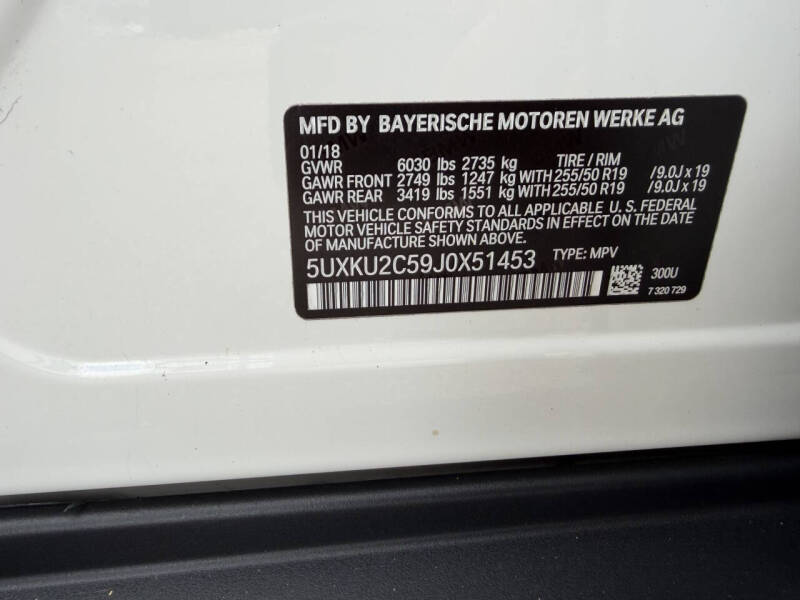 MFD BY BAYERISCHE MOTOREN WERKE AG
01/18
GVWR 6030 lbs 2735 kg TIRE / RIM
GAWR FRONT 2749 lbs 1247 kg WITH 255/50 R19 / 9.0J x 19
GAWR REAR 3419 lbs 1551 kg WITH 255/50 R19 / 9.0J x 19
THIS VEHICLE CONFORMS TO ALL APPLICABLE U. S. FEDERAL
MOTOR VEHICLE SAFETY STANDARDS IN EFFECT ON THE DATE
OF MANUFACTURE SHOWN ABOVE.
5UXKU2C59J0X51453 TYPE: MPV
300U
7 320 729